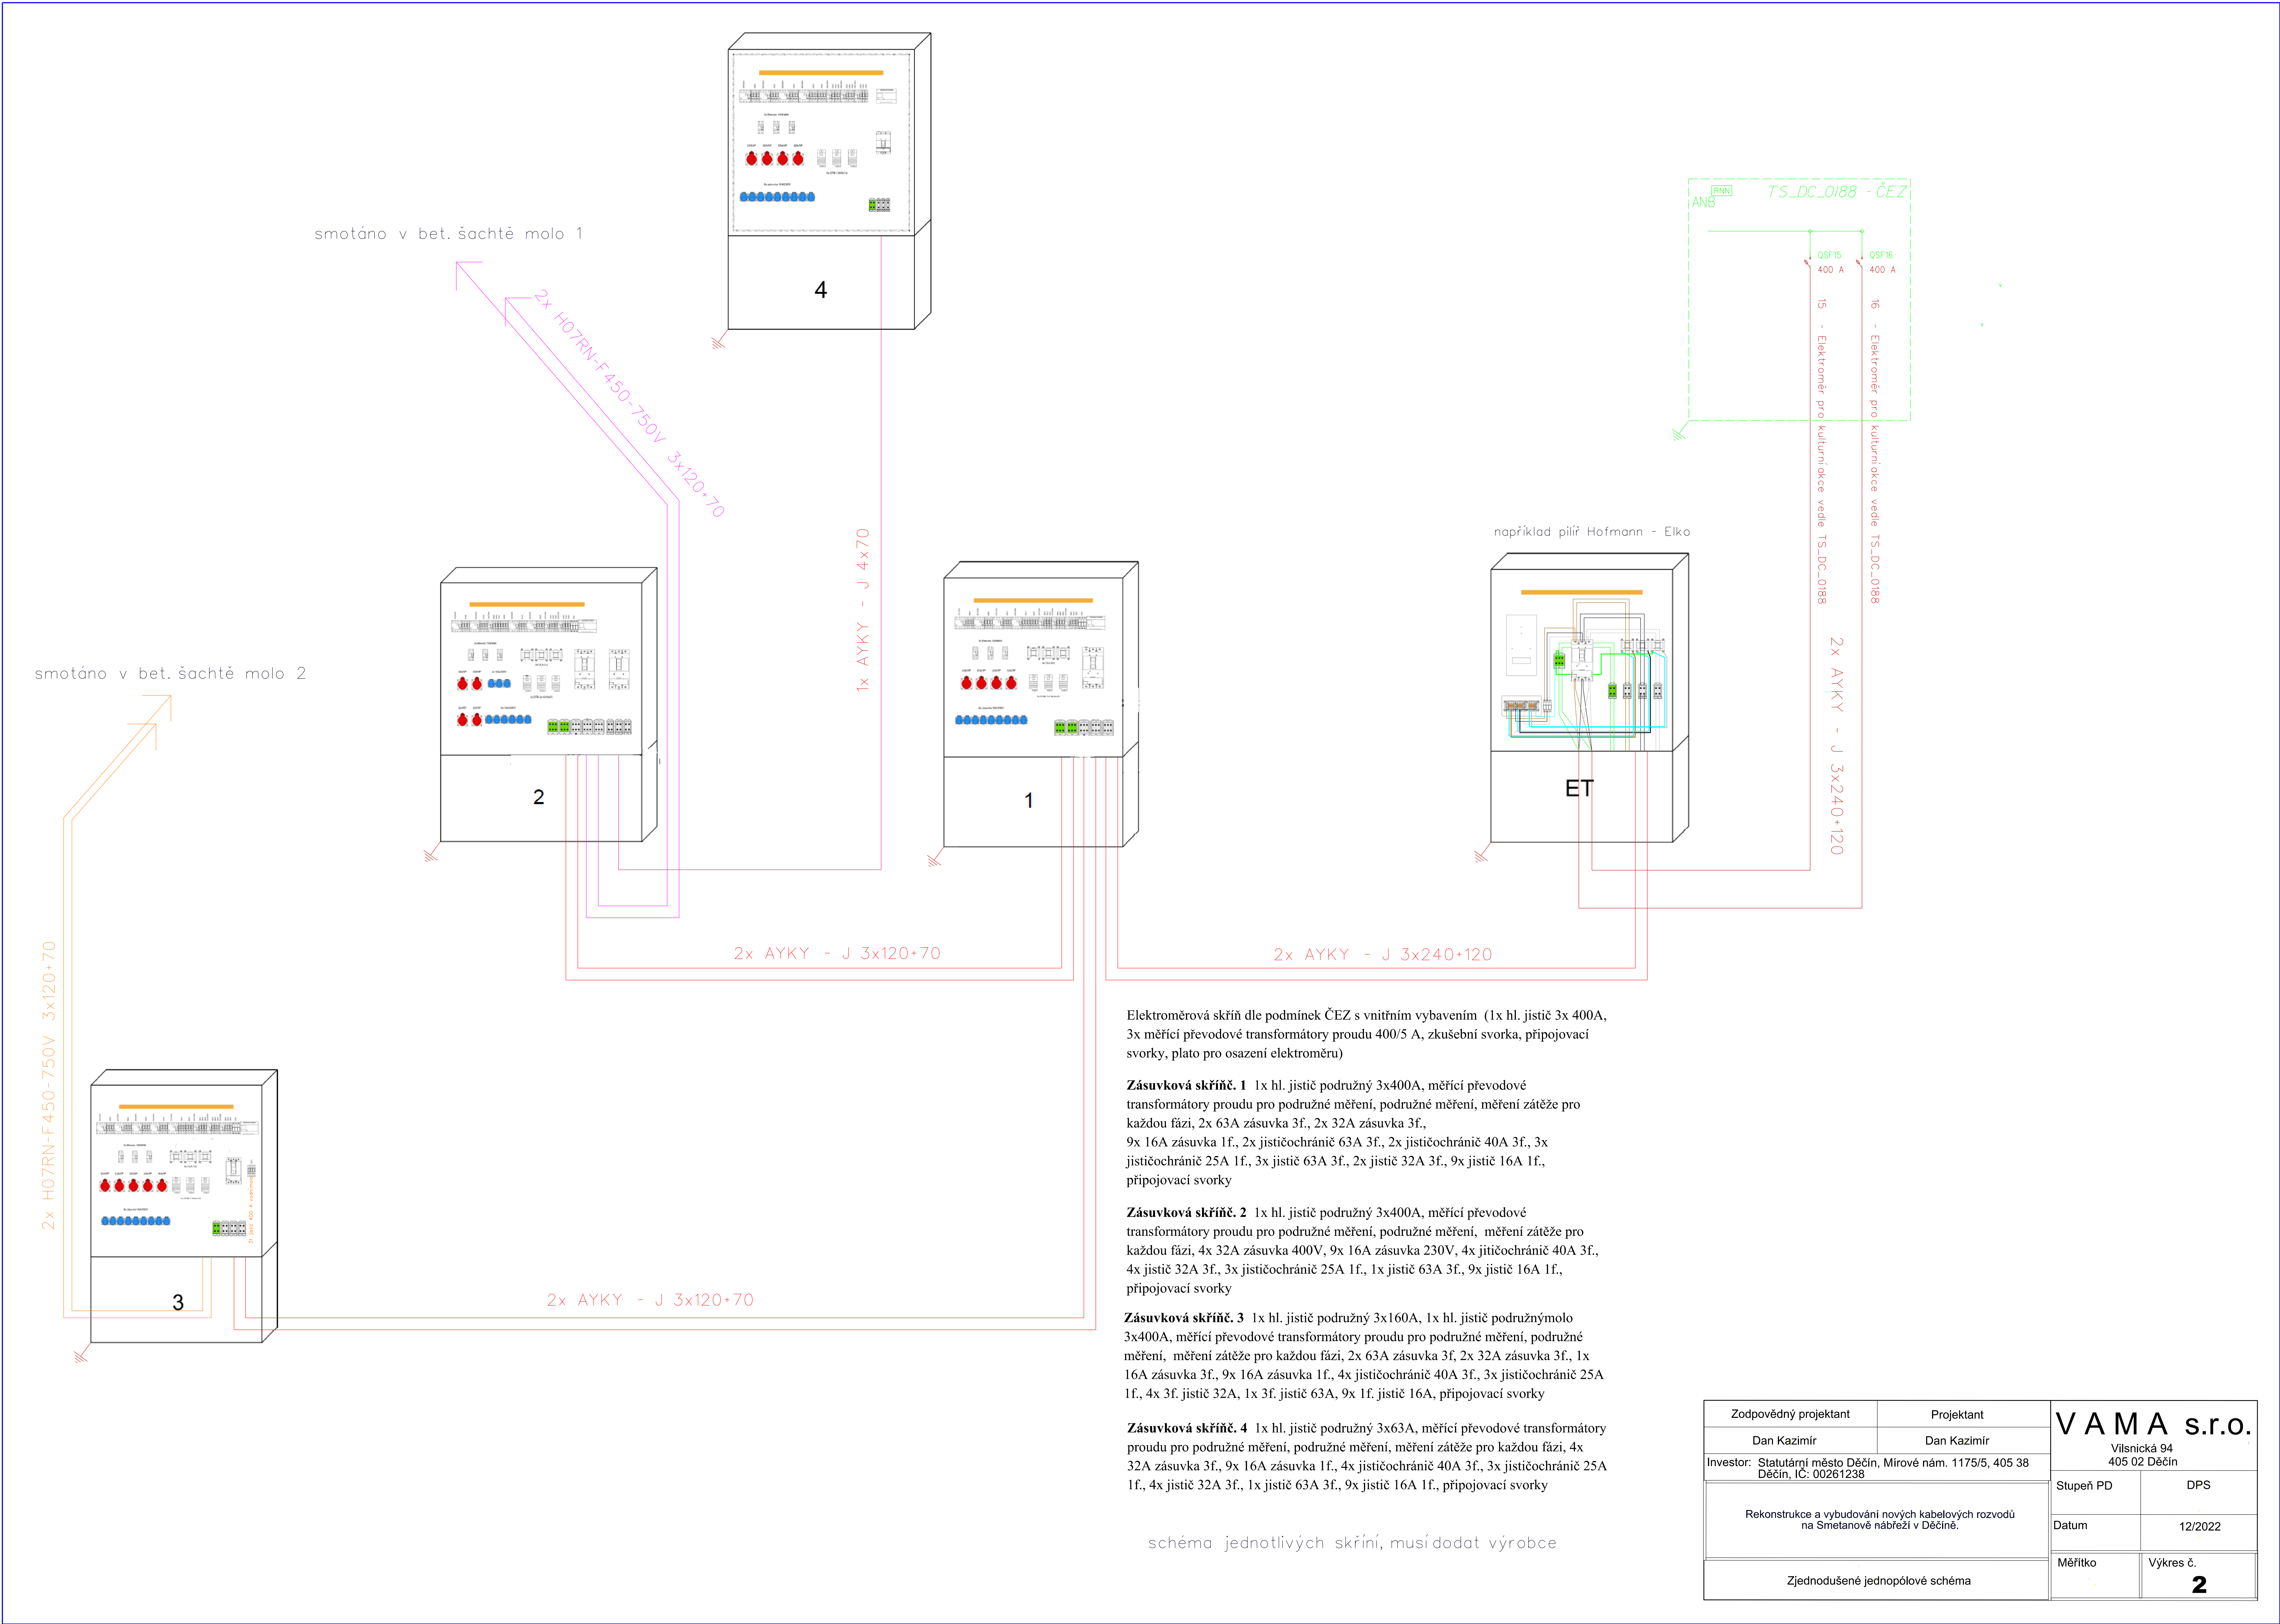 4
smotáno v bet. šachtě molo 1
2x H07RN-F450-750V 3x120+70
1x AYKY - J 4x70
RNN
ANB
TS_DC_0188 - ČEZ
QSF15
400 A
QSF16
400 A
15 - Elektroměr pro kulturní akce vedle TS_DC_0188
16 - Elektroměr pro kulturní akce vedle TS_DC_0188
2x AYKY - J 3x240+120
například pilíř Hofmann - Elko
ET
2
1
smotáno v bet. šachtě molo 2
2x H07RN-F450-750V 3x120+70
2x AYKY - J 3x120+70
2x AYKY - J 3x240+120
3
2x AYKY - J 3x120+70
Elektroměrová skříň dle podmínek ČEZ s vnitřním vybavením (1x hl. jistič 3x 400A,
3x měřící převodové transformátory proudu 400/5 A, zkušební svorka, připojovací
svorky, plato pro osazení elektroměru)
Zásuvková skříňč. 1 1x hl. jistič podružný 3x400A, měřící převodové
transformátory proudu pro podružné měření, podružné měření, měření zátěže pro
každou fázi, 2x 63A zásuvka 3f., 2x 32A zásuvka 3f.,
9x 16A zásuvka 1f., 2x jističochránič 63A 3f., 2x jističochránič 40A 3f., 3x
jističochránič 25A 1f., 3x jistič 63A 3f., 2x jistič 32A 3f., 9x jistič 16A 1f.,
připojovací svorky
Zásuvková skříňč. 2 1x hl. jistič podružný 3x400A, měřící převodové
transformátory proudu pro podružné měření, podružné měření, měření zátěže pro
každou fázi, 4x 32A zásuvka 400V, 9x 16A zásuvka 230V, 4x jitičochránič 40A 3f.,
4x jistič 32A 3f., 3x jističochránič 25A 1f., 1x jistič 63A 3f., 9x jistič 16A 1f.,
připojovací svorky
Zásuvková skříňč. 3 1x hl. jistič podružný 3x160A, 1x hl. jistič podružnýmolo
3x400A, měřící převodové transformátory proudu pro podružné měření, podružné
měření, měření zátěže pro každou fázi, 2x 63A zásuvka 3f, 2x 32A zásuvka 3f., 1x
16A zásuvka 3f., 9x 16A zásuvka 1f., 4x jističochránič 40A 3f., 3x jističochránič 25A
1f., 4x 3f. jistič 32A, 1x 3f. jistič 63A, 9x 1f. jistič 16A, připojovací svorky
Zásuvková skříňč. 4 1x hl. jistič podružný 3x63A, měřící převodové transformátory
proudu pro podružné měření, podružné měření, měření zátěže pro každou fázi, 4x
32A zásuvka 3f., 9x 16A zásuvka 1f., 4x jističochránič 40A 3f., 3x jističochránič 25A
1f., 4x jistič 32A 3f., 1x jistič 63A 3f., 9x jistič 16A 1f., připojovací svorky
schéma jednotlivých skříní, musí dodat výrobce
Zodpovědný projektant
Projektant
Dan Kazimír
Dan Kazimír
VAMA s.r.o.
Vilsnická 94
405 02 Děčín
Investor: Statutární město Děčín, Mírové nám. 1175/5, 405 38
Děčín, IČ: 00261238
Stupeň PD
DPS
Rekonstrukce a vybudování nových kabelových rozvodů
na Smetanově nábřeží v Děčíně.
Datum
12/2022
Měřítko
Výkres č.
2
Zjednodušené jednopólové schéma